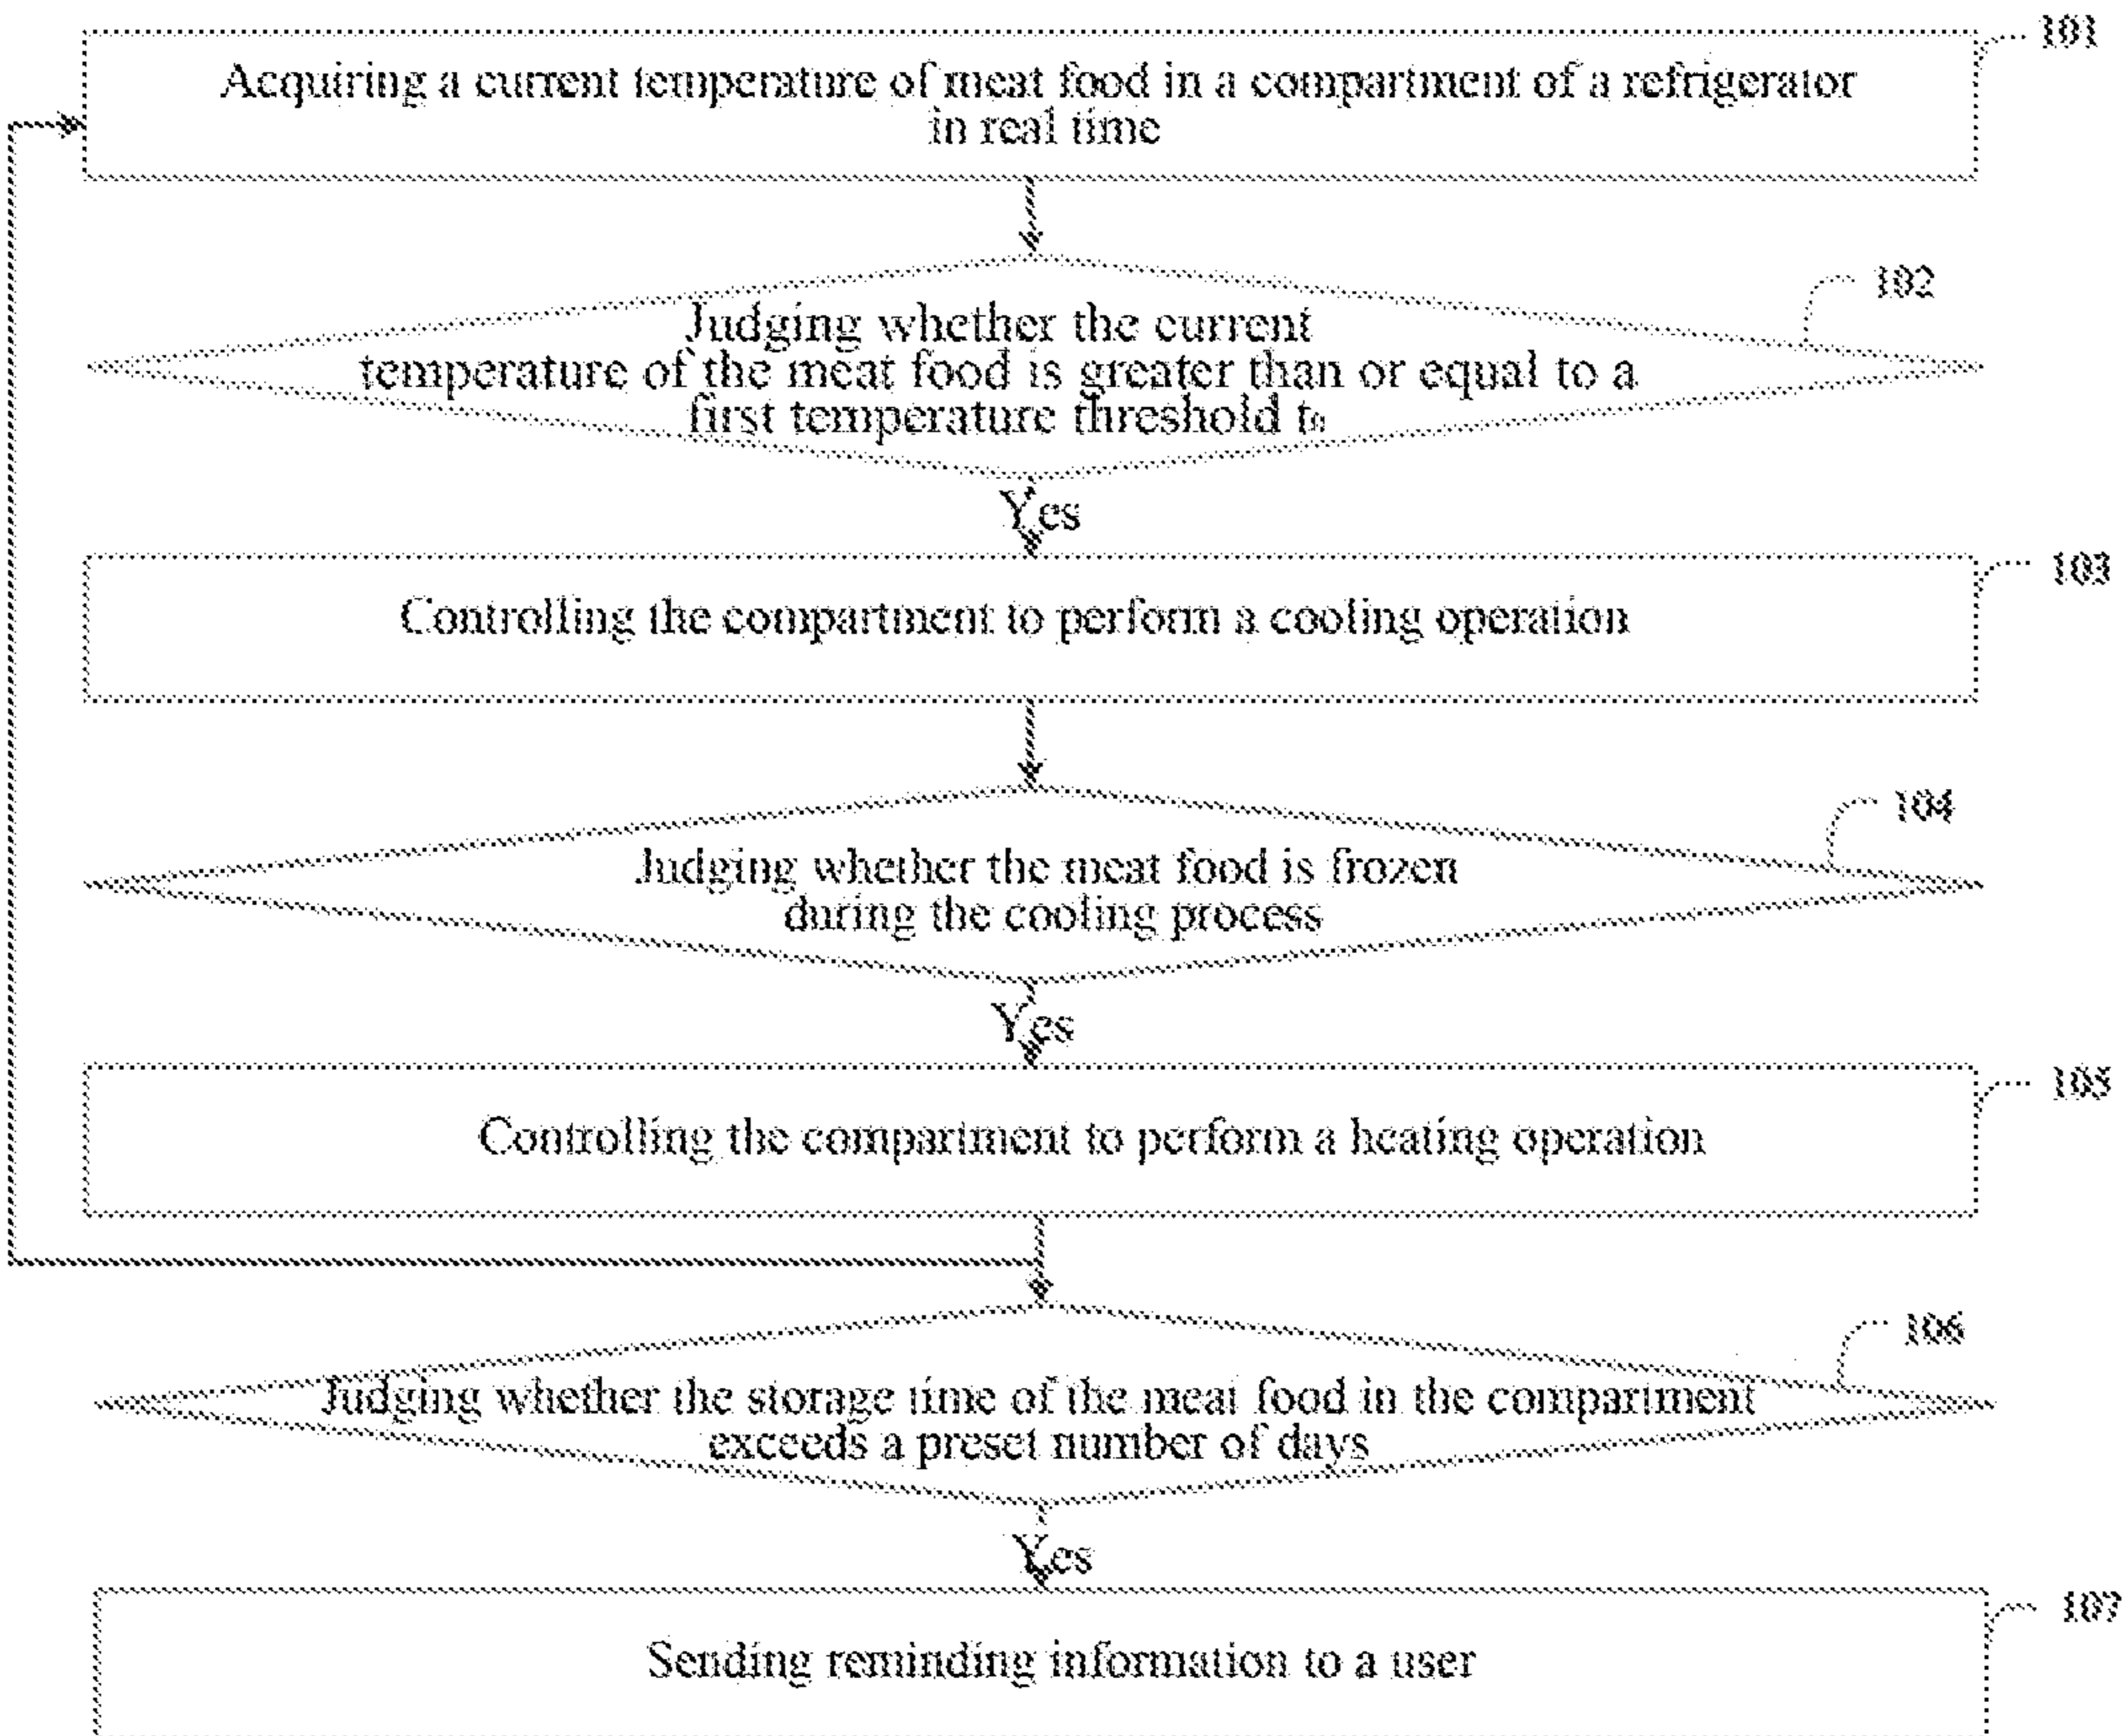 101
Acquiring a current temperature of meat food in a compartment of a refrigerator
in real time
102
Judging whether the current
temperature of the meat food is greater than or equal to a
first temperature threshold t₀
Yes
103
Controlling the compartment to perform a cooling operation
104
Judging whether the meat food is frozen
during the cooling process
Yes
105
Controlling the compartment to perform a heating operation
106
Judging whether the storage time of the meat food in the compartment
exceeds a preset number of days
Yes
107
Sending reminding information to a user